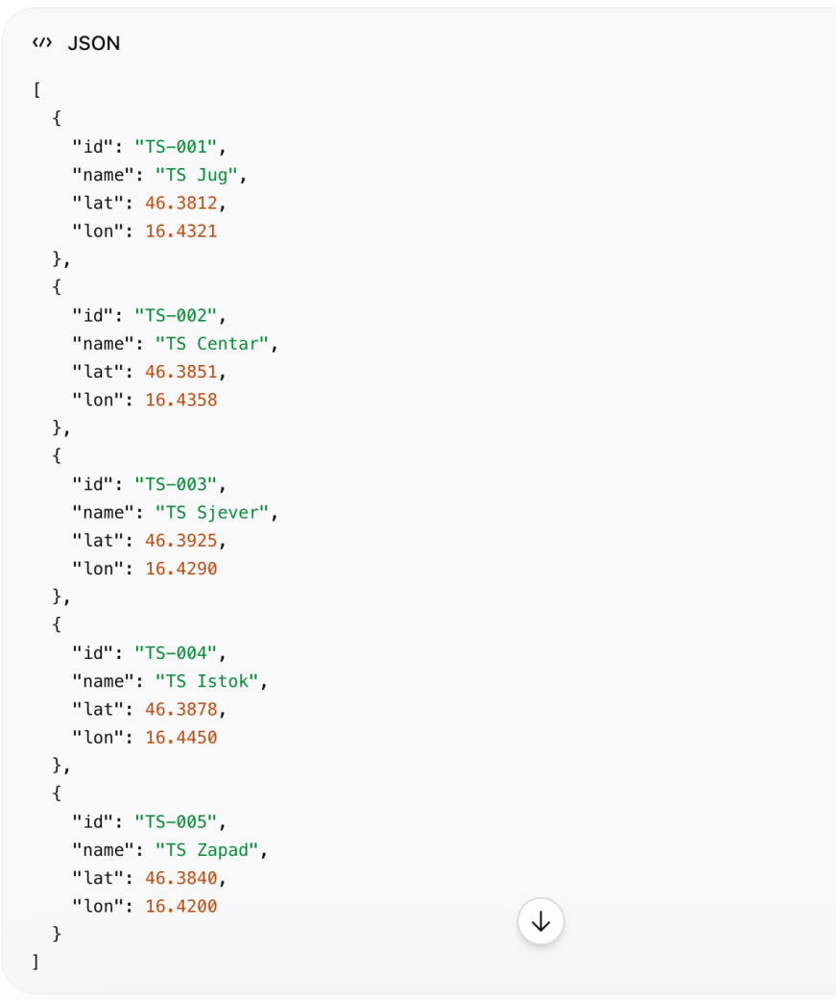 JSON
[
  {
    "id": "TS-001",
    "name": "TS Jug",
    "lat": 46.3812,
    "lon": 16.4321
  },
  {
    "id": "TS-002",
    "name": "TS Centar",
    "lat": 46.3851,
    "lon": 16.4358
  },
  {
    "id": "TS-003",
    "name": "TS Sjever",
    "lat": 46.3925,
    "lon": 16.4290
  },
  {
    "id": "TS-004",
    "name": "TS Istok",
    "lat": 46.3878,
    "lon": 16.4450
  },
  {
    "id": "TS-005",
    "name": "TS Zapad",
    "lat": 46.3840,
    "lon": 16.4200
  }
]